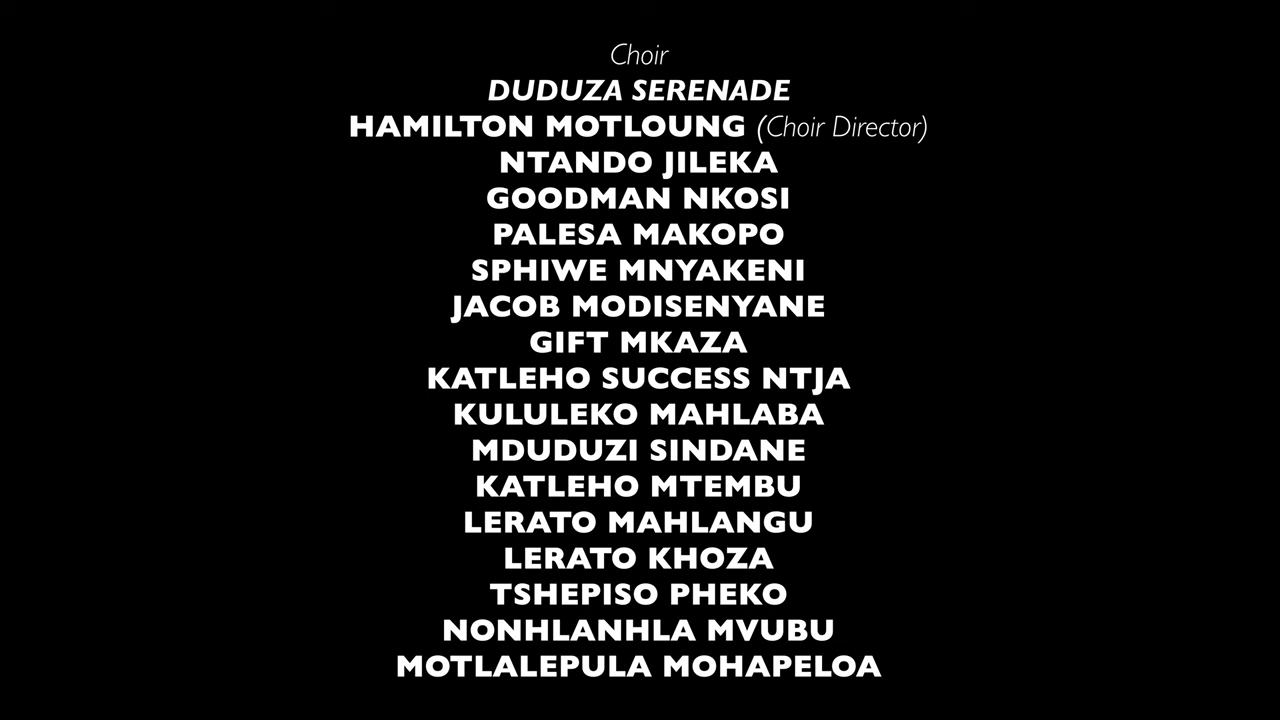 Choir
DUDUZA SERENADE
HAMILTON MOTLOUNG (Choir Director)
NTANDO JILEKA
GOODMAN NKOSI
PALESA MAKOPO
SPHIWE MNYAKENI
JACOB MODISENYANE
GIFT MKAZA
KATLEHO SUCCESS NTJA
KULULEKO MAHLABA
MDUDUZI SINDANE
KATLEHO MTEMBU
LERATO MAHLANGU
LERATO KHOZA
TSHEPISO PHEKO
NONHLANHLA MVUBU
MOTLALEPULA MOHAPELOA